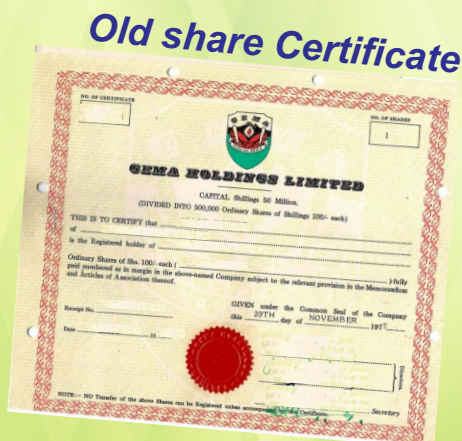 Old share Certificate
NO. OF CERTIFICATE
NO. OF SHARES
1
GEMA
GEMA HOLDINGS LIMITED
CAPITAL Shillings 50 Million.
(DIVIDED INTO 500,000 Ordinary Shares of Shillings 100/- each)
THIS IS TO CERTIFY that
of
is the Registered holder of
Ordinary Shares of Shs. 100/- each ( ) fully
paid numbered as in margin in the above-named Company subject to the relevant provision in the Memorandum
and Articles of Association thereof.
GIVEN under the Common Seal of the Company
Receipt No.
this 29TH day of NOVEMBER 1977
Date 19
Directors.
Secretary
NOTE:— NO Transfer of the above Shares can be Registered unless accompanied by this Certificate.